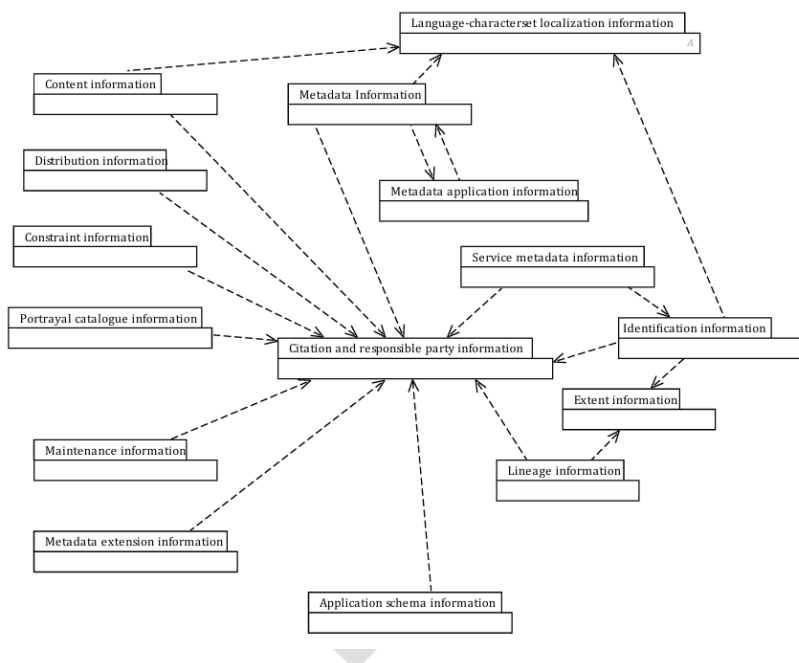 Language-characterset localization information
A
Content information
Metadata Information
Distribution information
Metadata application information
Constraint information
Service metadata information
Portrayal catalogue information
Identification information
Citation and responsible party information
Extent information
Maintenance information
Lineage information
Metadata extension information
Application schema information